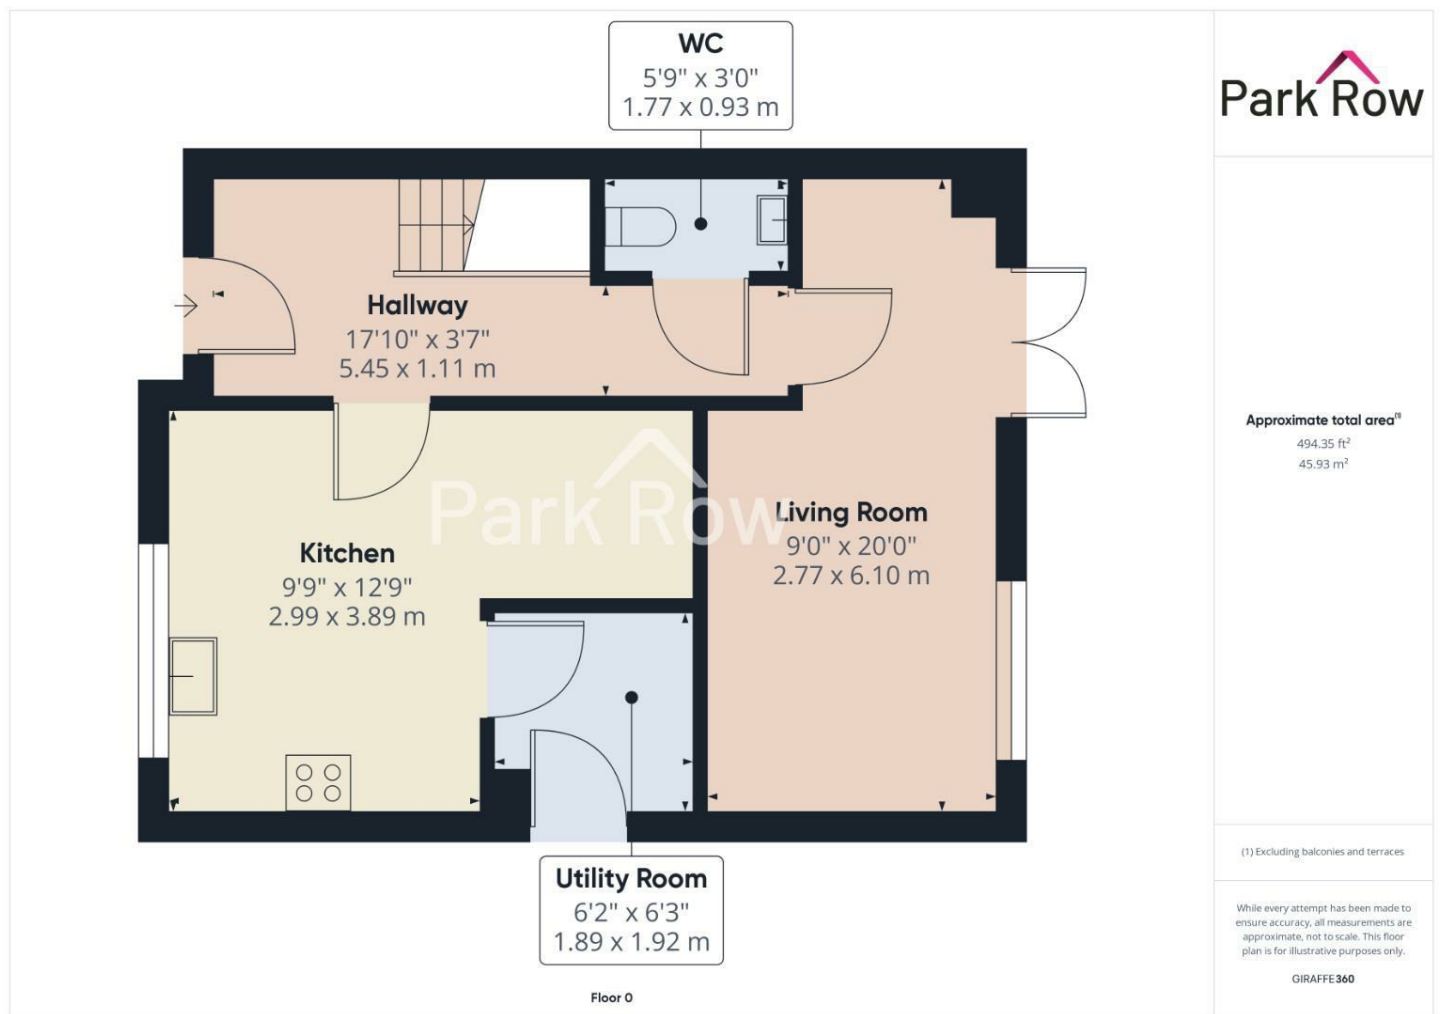 WC
5'9" x 3'0"
1.77 x 0.93 m
Park Row
Hallway
17'10" x 3'7"
5.45 x 1.11 m
Approximate total area(1)
494.35 ft²
45.93 m²
Park Row
Living Room
9'0" x 20'0"
2.77 x 6.10 m
Kitchen
9'9" x 12'9"
2.99 x 3.89 m
Utility Room
6'2" x 6'3"
1.89 x 1.92 m
Floor 0
(1) Excluding balconies and terraces
While every attempt has been made to
ensure accuracy, all measurements are
approximate, not to scale. This floor
plan is for illustrative purposes only.
GIRAFFE360